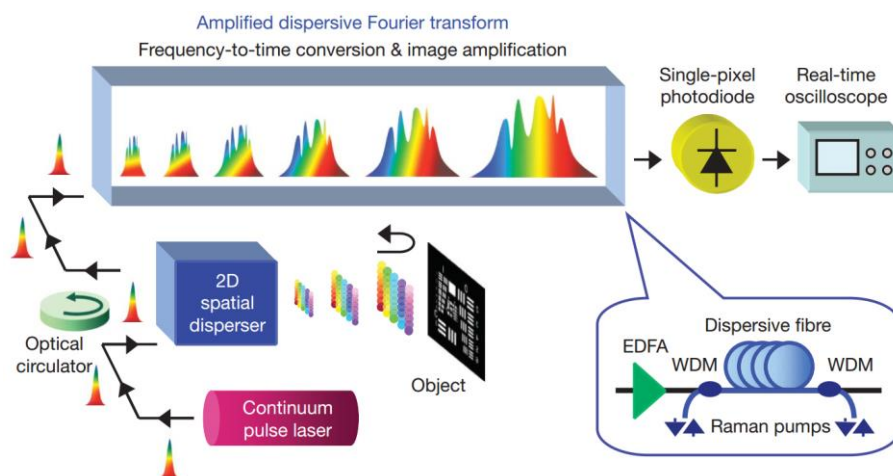 Amplified dispersive Fourier transform
Frequency-to-time conversion & image amplification
Single-pixel
photodiode
Real-time
oscilloscope
2D
spatial
disperser
Optical
circulator
Object
Continuum
pulse laser
Dispersive fibre
EDFA
WDM
WDM
Raman pumps